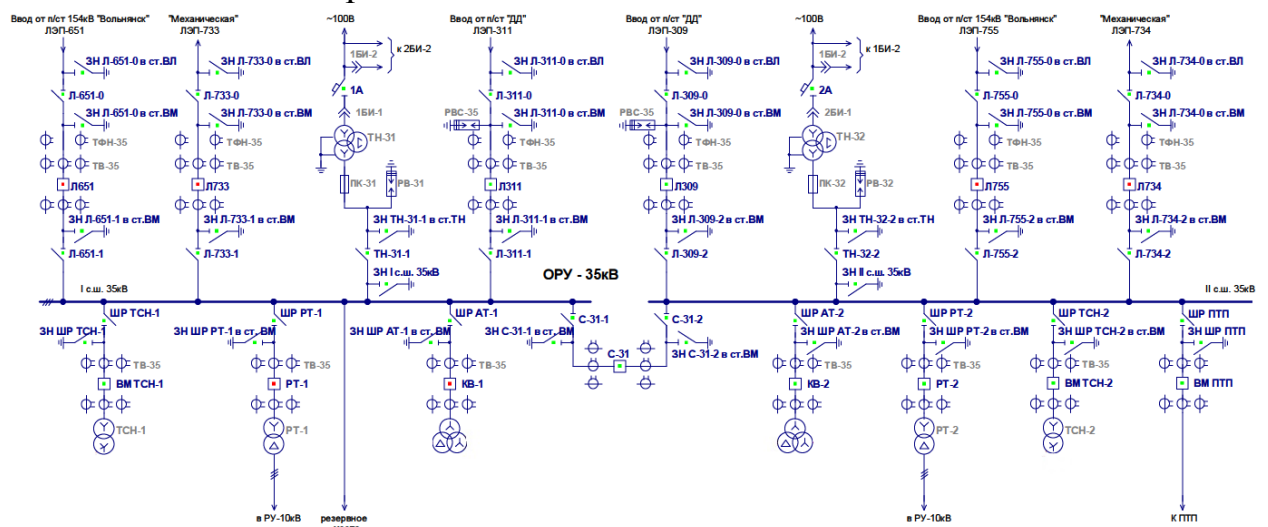 Ввод от п/ст 154кВ "Вольнянск"
ЛЭП-651
"Механическая"
ЛЭП-733
~100В
Ввод от п/ст "ДД"
ЛЭП-311
Ввод от п/ст "ДД"
ЛЭП-309
~100В
Ввод от п/ст 154кВ "Вольнянск"
ЛЭП-755
"Механическая"
ЛЭП-734
к 2БИ-2
к 1БИ-2
1БИ-2
2БИ-2
ЗН Л-651-0 в ст.ВЛ
ЗН Л-733-0 в ст.ВЛ
ЗН Л-311-0 в ст.ВЛ
ЗН Л-309-0 в ст.ВЛ
ЗН Л-755-0 в ст.ВЛ
ЗН Л-734-0 в ст.ВЛ
Л-651-0
Л-733-0
1А
Л-311-0
Л-309-0
2А
Л-755-0
Л-734-0
ЗН Л-651-0 в ст.ВМ
ЗН Л-733-0 в ст.ВМ
1БИ-1
РВС-35
ЗН Л-311-0 в ст.ВМ
РВС-35
ЗН Л-309-0 в ст.ВМ
2БИ-1
ЗН Л-755-0 в ст.ВМ
ЗН Л-734-0 в ст.ВМ
ТФН-35
ТФН-35
ТН-31
ТФН-35
ТФН-35
ТН-32
ТФН-35
ТФН-35
ТВ-35
ТВ-35
ТВ-35
ТВ-35
ТВ-35
ТВ-35
Л651
Л733
ПК-31
РВ-31
Л311
Л309
ПК-32
РВ-32
Л755
Л734
ЗН Л-651-1 в ст.ВМ
ЗН Л-733-1 в ст.ВМ
ЗН ТН-31-1 в ст.ТН
ЗН Л-311-1 в ст.ВМ
ЗН Л-309-2 в ст.ВМ
ЗН ТН-32-2 в ст.ТН
ЗН Л-755-2 в ст.ВМ
ЗН Л-734-2 в ст.ВМ
Л-651-1
Л-733-1
ТН-31-1
Л-311-1
Л-309-2
ТН-32-2
Л-755-2
Л-734-2
ОРУ - 35кВ
ЗН I с.ш. 35кВ
ЗН II с.ш. 35кВ
I с.ш. 35кВ
II с.ш. 35кВ
ШР ТСН-1
ШР РТ-1
ШР АТ-1
С-31-1
С-31-2
ШР АТ-2
ШР РТ-2
ШР ТСН-2
ШР ПТП
ЗН ШР ТСН-1
ЗН ШР РТ-1 в ст.ВМ
ЗН ШР АТ-1 в ст.ВМ
ЗН С-31-1 в ст.ВМ
ЗН С-31-2 в ст.ВМ
ЗН ШР АТ-2 в ст.ВМ
ЗН ШР РТ-2 в ст.ВМ
ЗН ШР ТСН-2 в ст.ВМ
ЗН ШР ПТП
ТВ-35
ТВ-35
ТВ-35
С-31
ТВ-35
ТВ-35
ТВ-35
ВМ ТСН-1
РТ-1
КВ-1
КВ-2
РТ-2
ВМ ТСН-2
ВМ ПТП
ТСН-1
РТ-1
РТ-2
ТСН-2
в РУ-10кВ
резервное
в РУ-10кВ
К ПТП